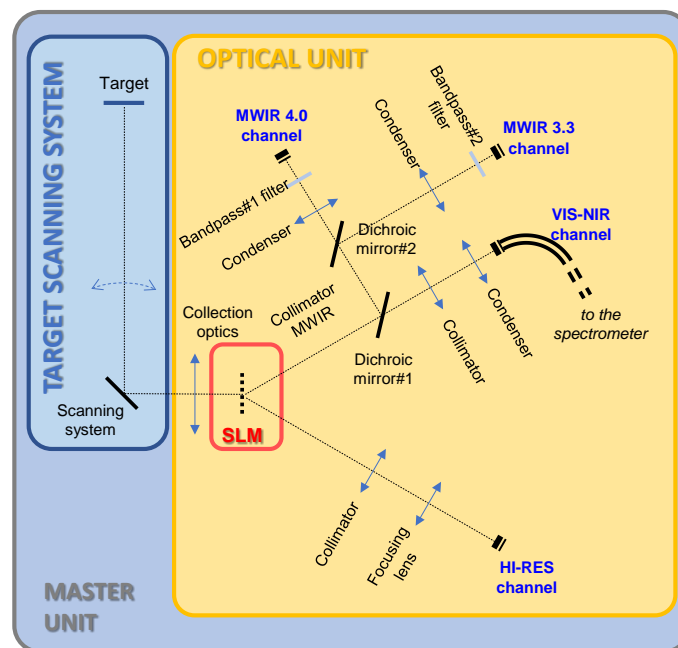 TARGET SCANNING SYSTEM
Target
Scanning
system
OPTICAL UNIT
MWIR 4.0
channel
Bandpass#1 filter
Condenser
Condenser
Bandpass#2
filter
MWIR 3.3
channel
Dichroic
mirror#2
VIS-NIR
channel
to the
spectrometer
Collimator
MWIR
Collimator
Condenser
Dichroic
mirror#1
Collection
optics
SLM
Collimator
Focusing
lens
HI-RES
channel
MASTER
UNIT